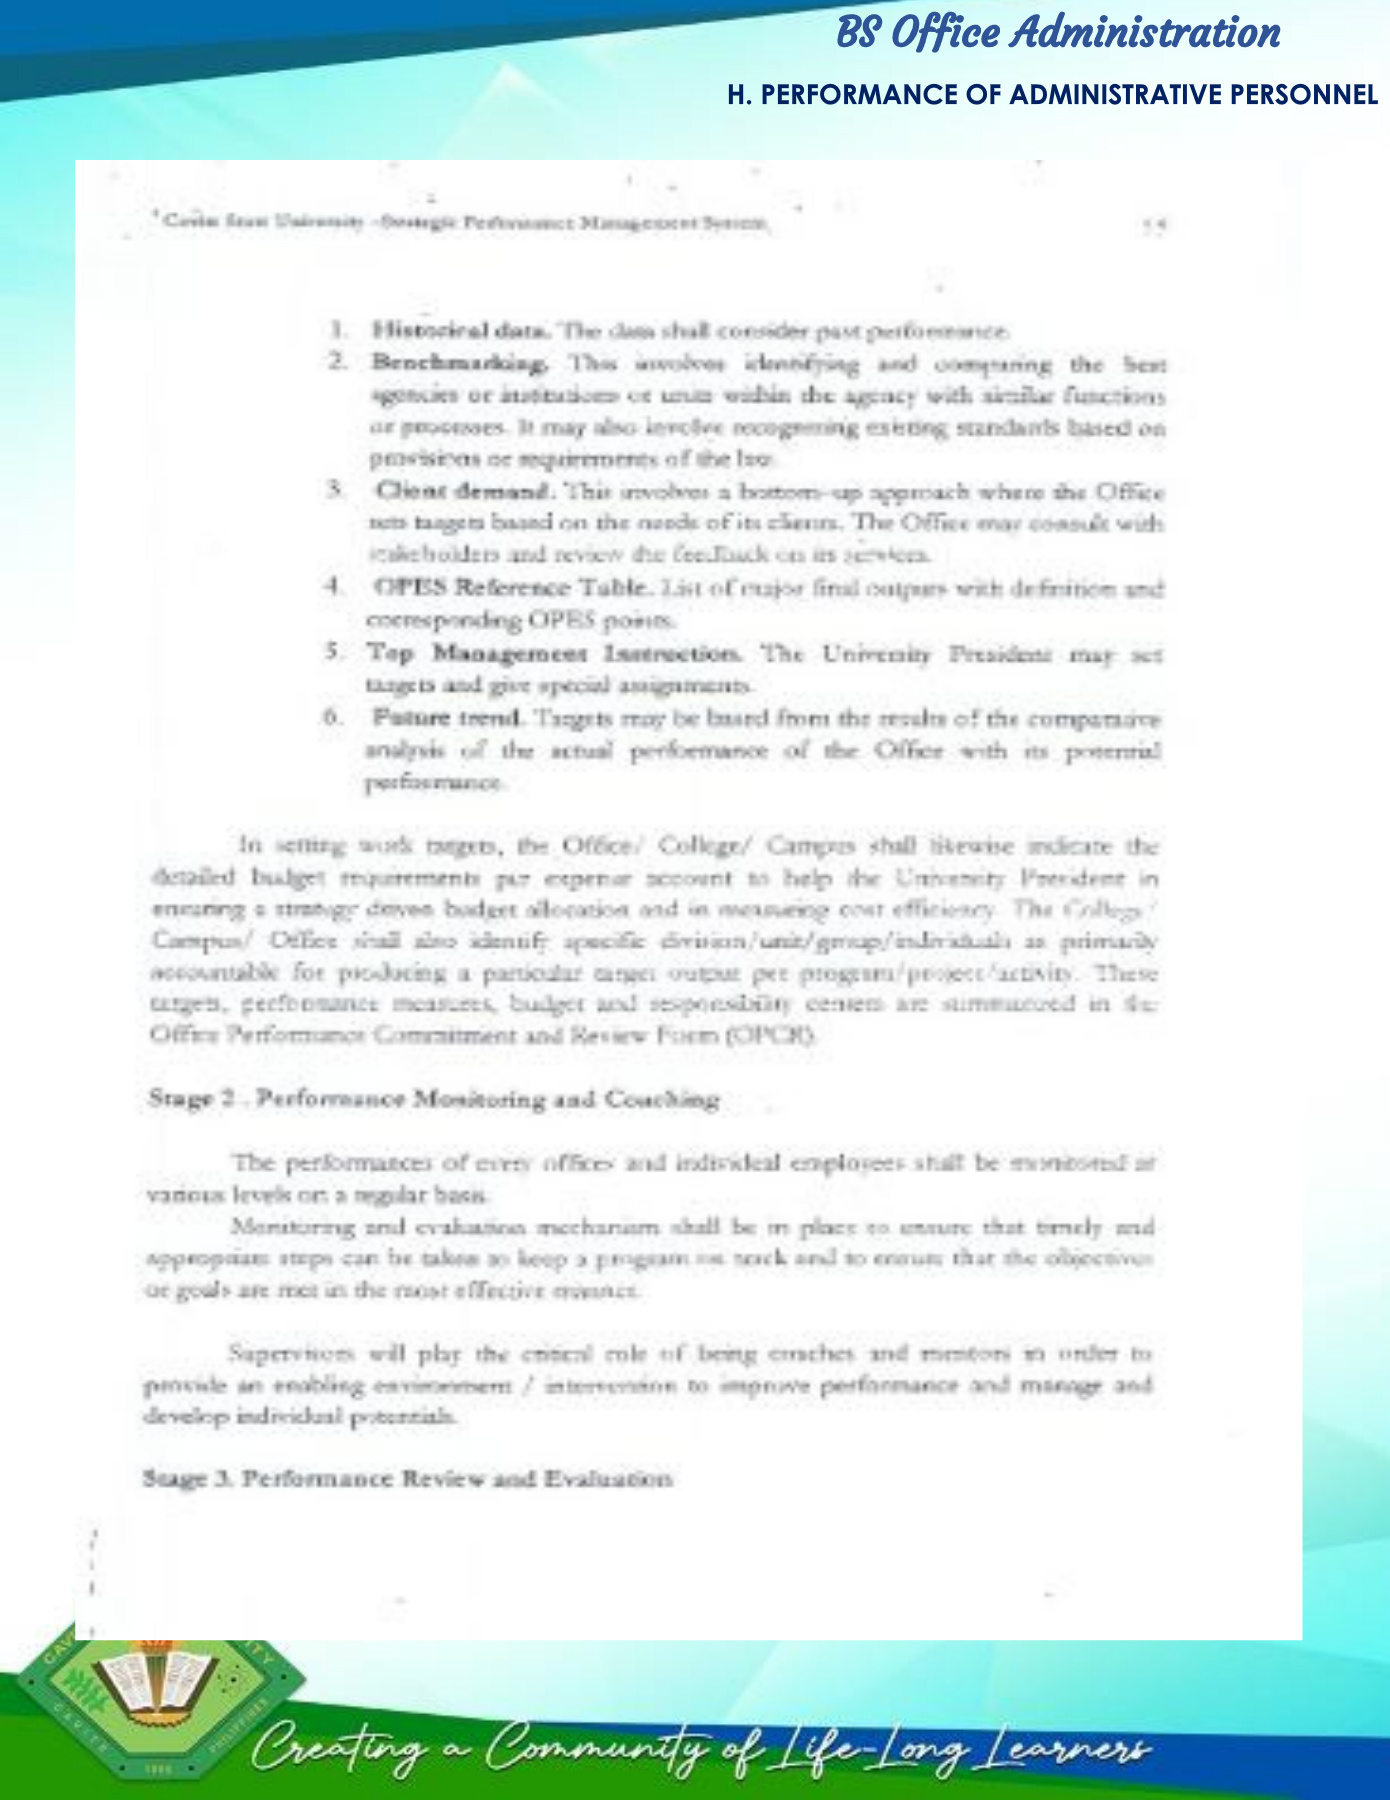 BS Office Administration
H. PERFORMANCE OF ADMINISTRATIVE PERSONNEL
Cavite State University -Strategic Performance Management System
1. Historical data. The data shall consider past performance.
2. Benchmarking. This involves identifying and comparing the best
agencies or institutions or units within the agency with similar functions
or processes. It may also involve recognizing existing standards based on
provisions or requirements of the law.
3. Client demand. This involves a bottom-up approach where the Office
sets targets based on the needs of its clients. The Office may consult with
stakeholders and review the feedback on its services.
4. OPES Reference Table. List of major final outputs with definition and
corresponding OPES points.
5. Top Management Instruction. The University President may set
targets and give special assignments.
6. Future trend. Targets may be based from the results of the comparative
analysis of the actual performance of the Office with its potential
performance.
In setting work targets, the Office/ College/ Campus shall likewise indicate the
detailed budget requirements per expense account to help the University President in
ensuring a strategy driven budget allocation and in measuring cost efficiency. The College/
Campus/ Office shall also identify specific division/unit/group/individuals as primarily
accountable for producing a particular target output per program/project/activity. These
targets, performance measures, budget and responsibility centers are summarized in the
Office Performance Commitment and Review Form (OPCR).
Stage 2 . Performance Monitoring and Coaching
The performances of every offices and individual employees shall be monitored at
various levels on a regular basis.
Monitoring and evaluation mechanism shall be in place to ensure that timely and
appropriate steps can be taken to keep a program on track and to ensure that the objectives
or goals are met in the most effective manner.
Supervisors will play the critical role of being coaches and mentors in order to
provide an enabling environment / intervention to improve performance and manage and
develop individual potentials.
Stage 3. Performance Review and Evaluation
CAVITE
PHILIPPINES
1906
Creating a Community of Life-Long Learners